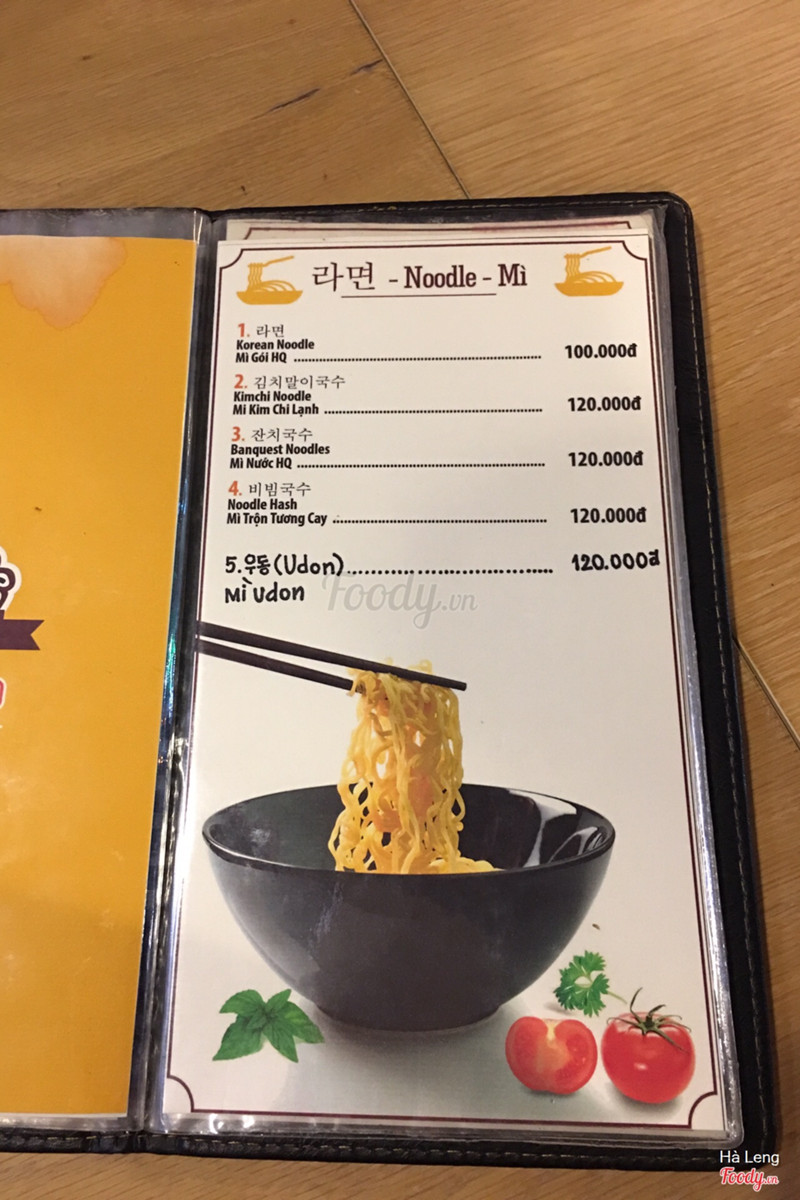 라면 - Noodle - Mì
1. 라면
Korean Noodle
Mì Gói HQ ........ 100.000đ
2. 김치말이국수
Kimchi Noodle
Mi Kim Chi Lạnh ........ 120.000đ
3. 잔치국수
Banquest Noodles
Mì Nước HQ ........ 120.000đ
4. 비빔국수
Noodle Hash
Mì Trộn Tương Cay ........ 120.000đ
5. 우동 (Udon) ........ 120.000đ
Mì Udon
Foody.vn
Hà Leng
Foody.vn